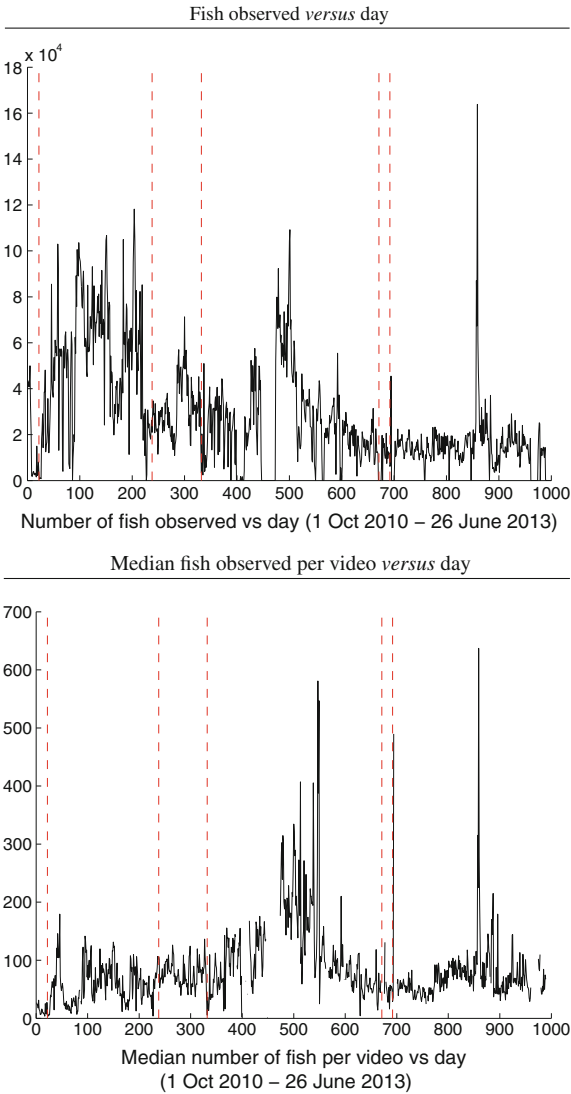 Fish observed versus day
x 10^4
18
16
14
12
10
8
6
4
2
0
0 100 200 300 400 500 600 700 800 900 1000
Number of fish observed vs day (1 Oct 2010 – 26 June 2013)
Median fish observed per video versus day
700
600
500
400
300
200
100
0
0 100 200 300 400 500 600 700 800 900 1000
Median number of fish per video vs day
(1 Oct 2010 – 26 June 2013)